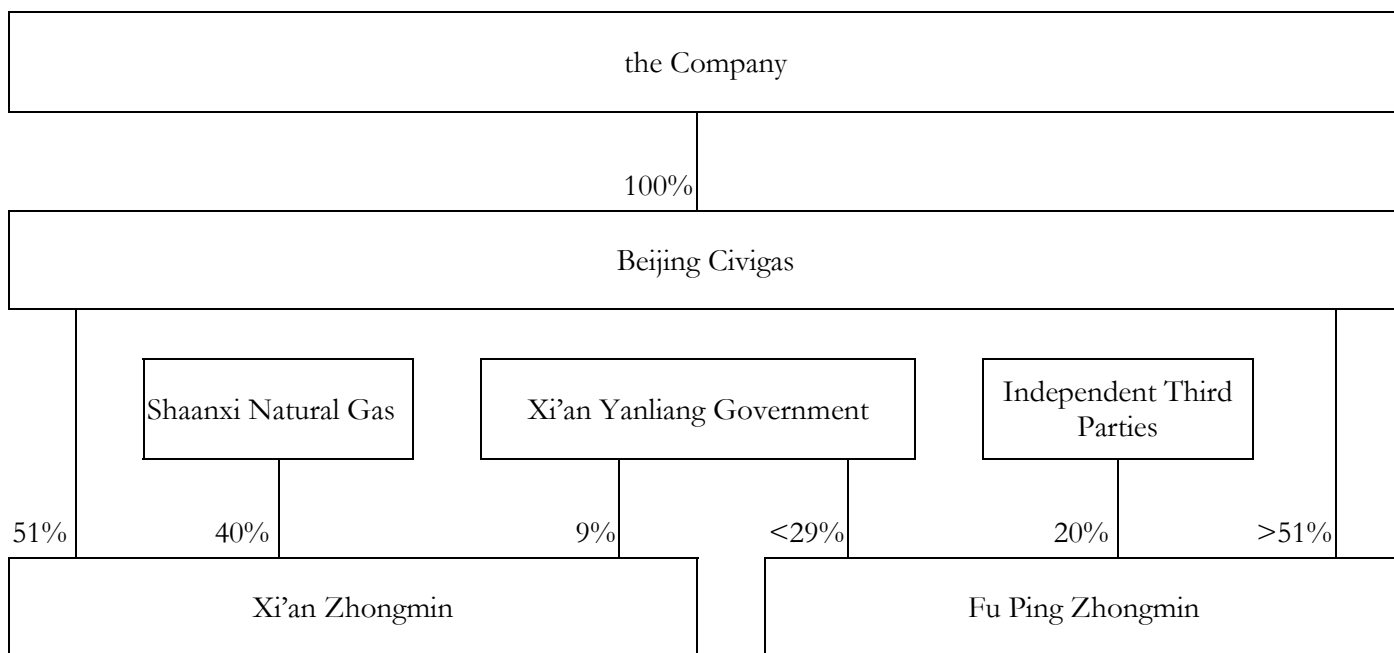 the Company
100%
Beijing Civigas
Shaanxi Natural Gas
Xi’an Yanliang Government
Independent Third
Parties
51%
40%
9%
<29%
20%
>51%
Xi’an Zhongmin
Fu Ping Zhongmin